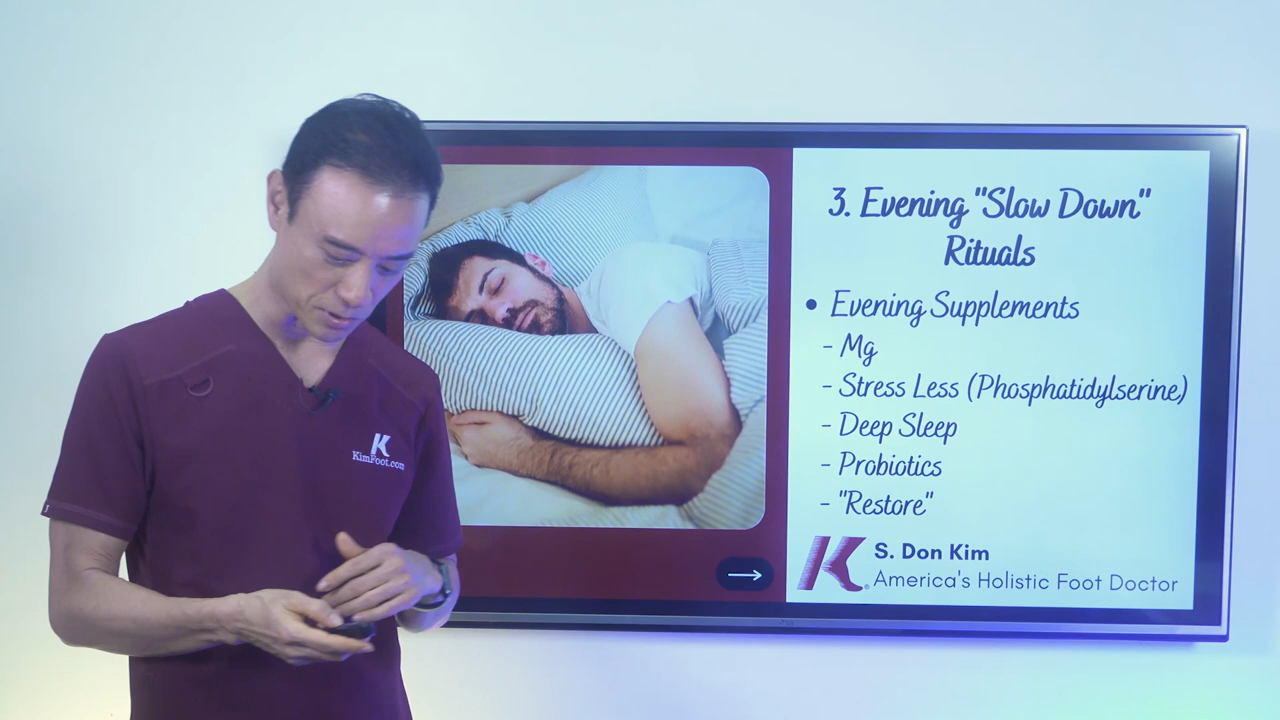 K
KimFoot.com
3. Evening "Slow Down"
Rituals
• Evening Supplements
- Mg
- Stress Less (Phosphatidylserine)
- Deep Sleep
- Probiotics
- "Restore"
K®
S. Don Kim
America's Holistic Foot Doctor